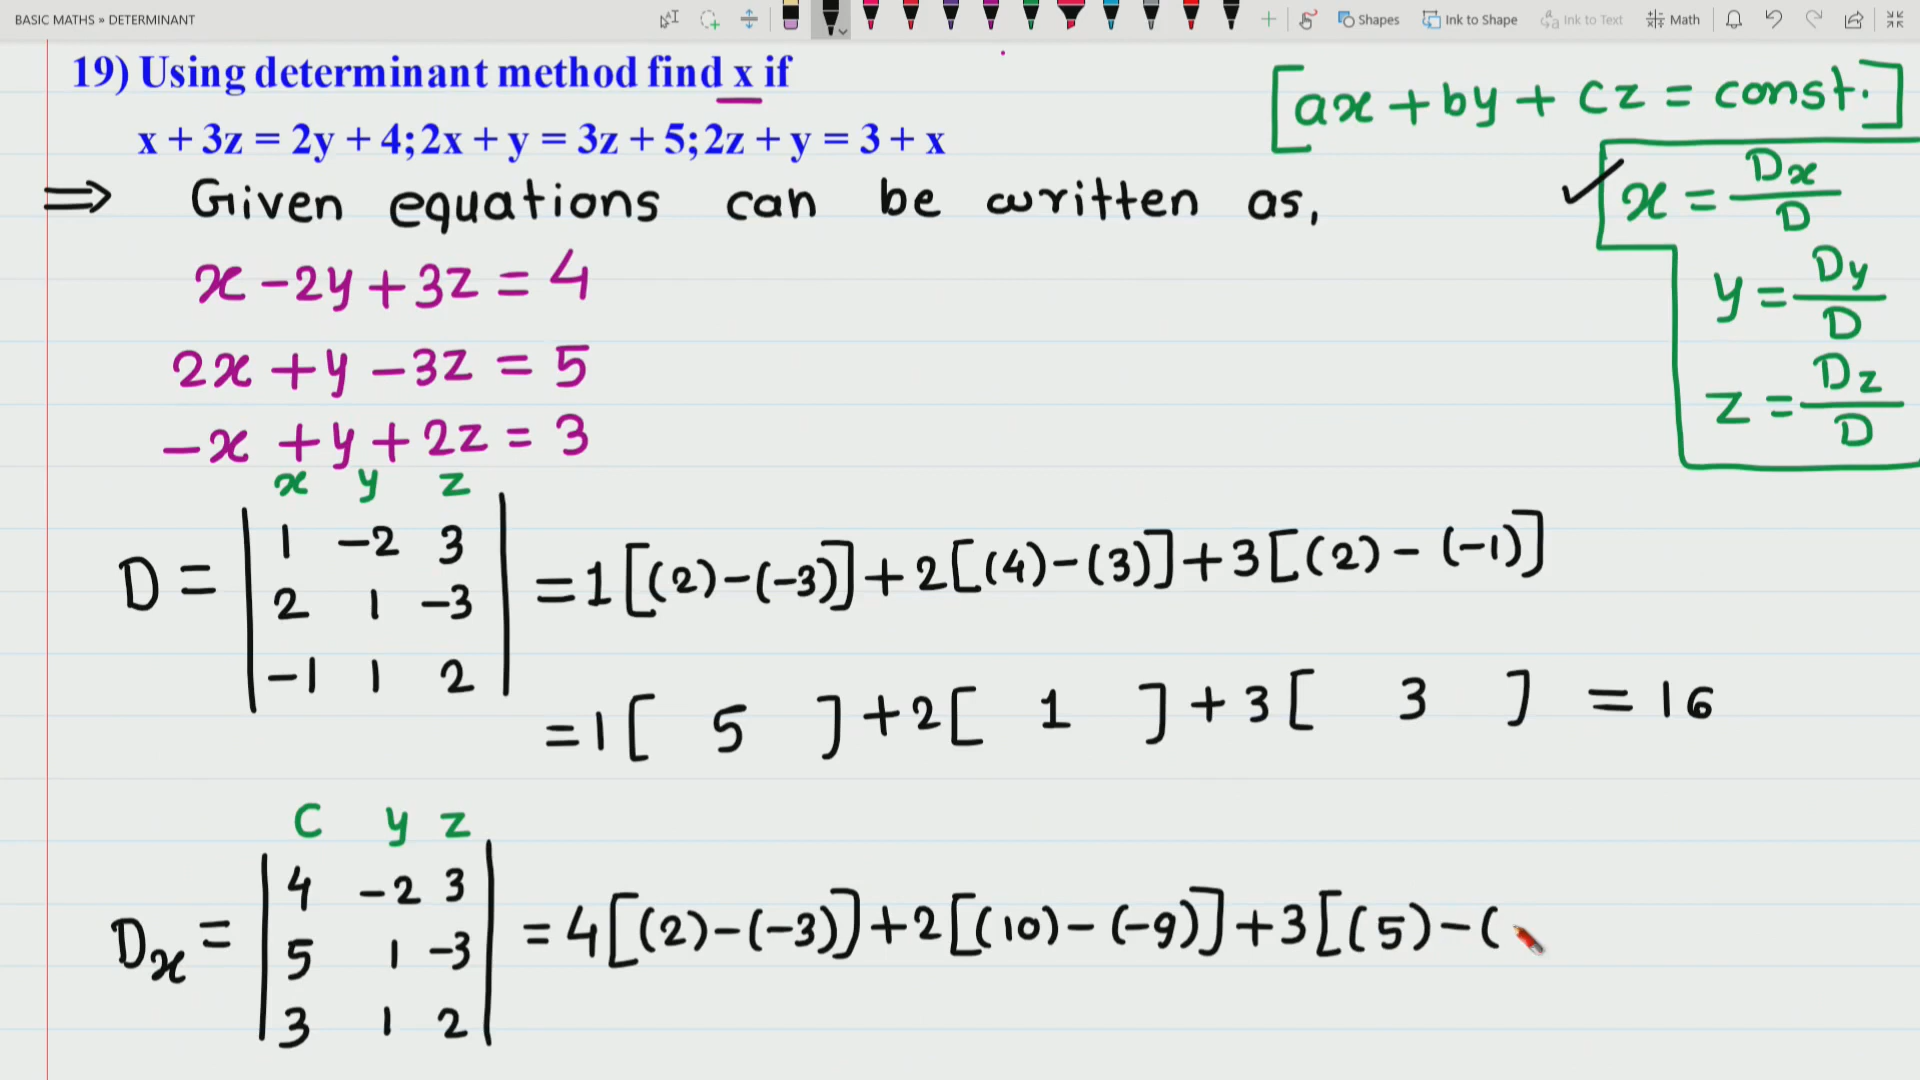 BASIC MATHS » DETERMINANT
Shapes Ink to Shape Ink to Text Math
19) Using determinant method find x if
x + 3z = 2y + 4; 2x + y = 3z + 5; 2z + y = 3 + x
[ax + by + cz = const.]
⇒ Given equations can be written as,
x = Dx/D
y = Dy/D
z = Dz/D
x - 2y + 3z = 4
2x + y - 3z = 5
-x + y + 2z = 3
x y z
D = | 1 -2 3 | = 1[(2)-(-3)] + 2[(4)-(3)] + 3[(2)-(-1)]
| 2 1 -3 |
| -1 1 2 |
= 1[ 5 ] + 2[ 1 ] + 3[ 3 ] = 16
C y z
Dx = | 4 -2 3 | = 4[(2)-(-3)] + 2[(10)-(-9)] + 3[(5)-(
| 5 1 -3 |
| 3 1 2 |